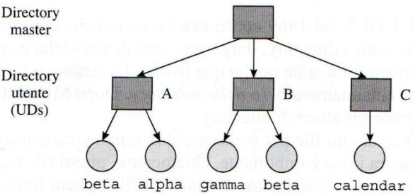 Directory
master
Directory
utente
(UDs)
A
B
C
beta alpha gamma beta calendar